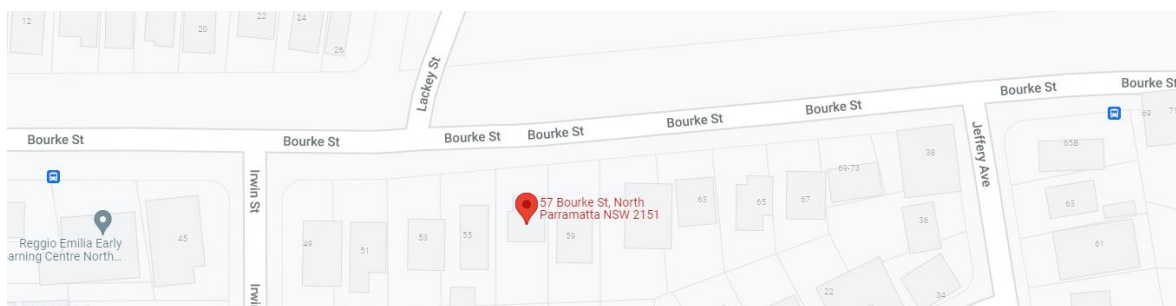 12
20
22
24
26
Lackey St
Bourke St
Bourke St
Bourke St
Bourke St
Bourke St
Bourke St
Bourke St
Bourke St
Irwin St
Jeffery Ave
57 Bourke St, North
Parramatta NSW 2151
Reggio Emilia Early
arning Centre North...
45
49
51
53
55
59
63
65
67
69-73
38
36
34
22
65B
63
61
69
Irwi